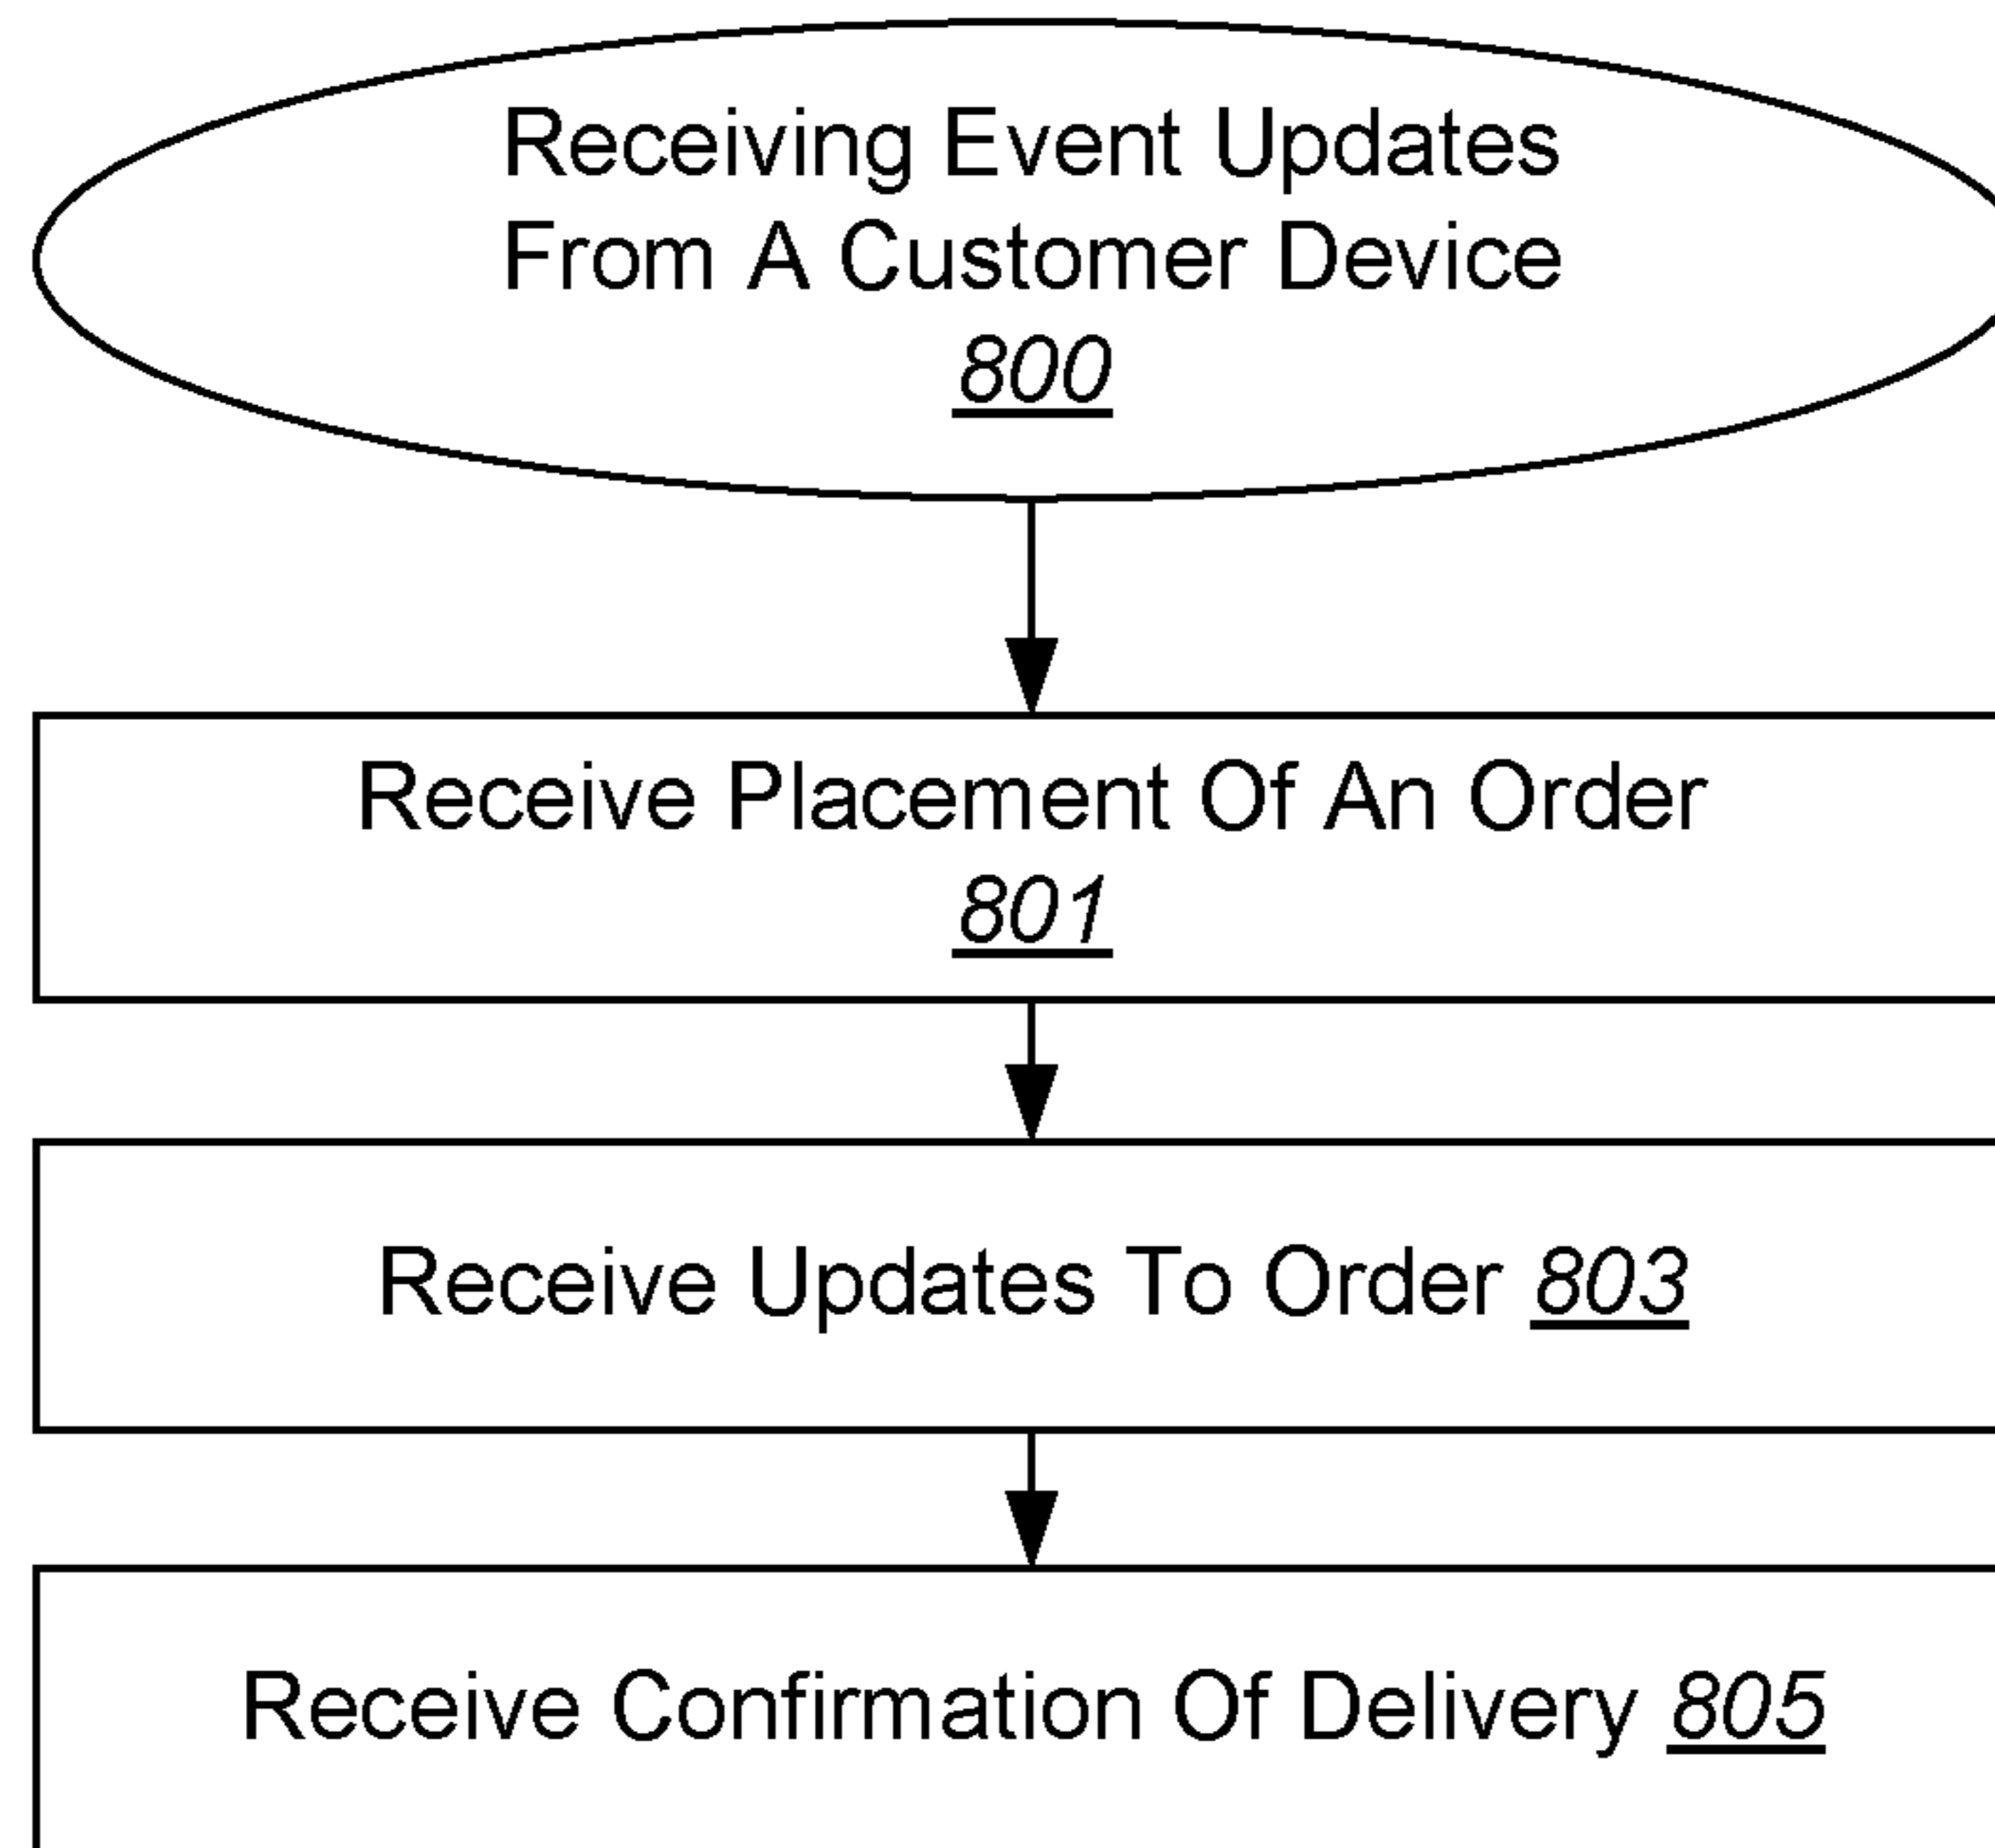 Receiving Event Updates
From A Customer Device
800
Receive Placement Of An Order
801
Receive Updates To Order 803
Receive Confirmation Of Delivery 805